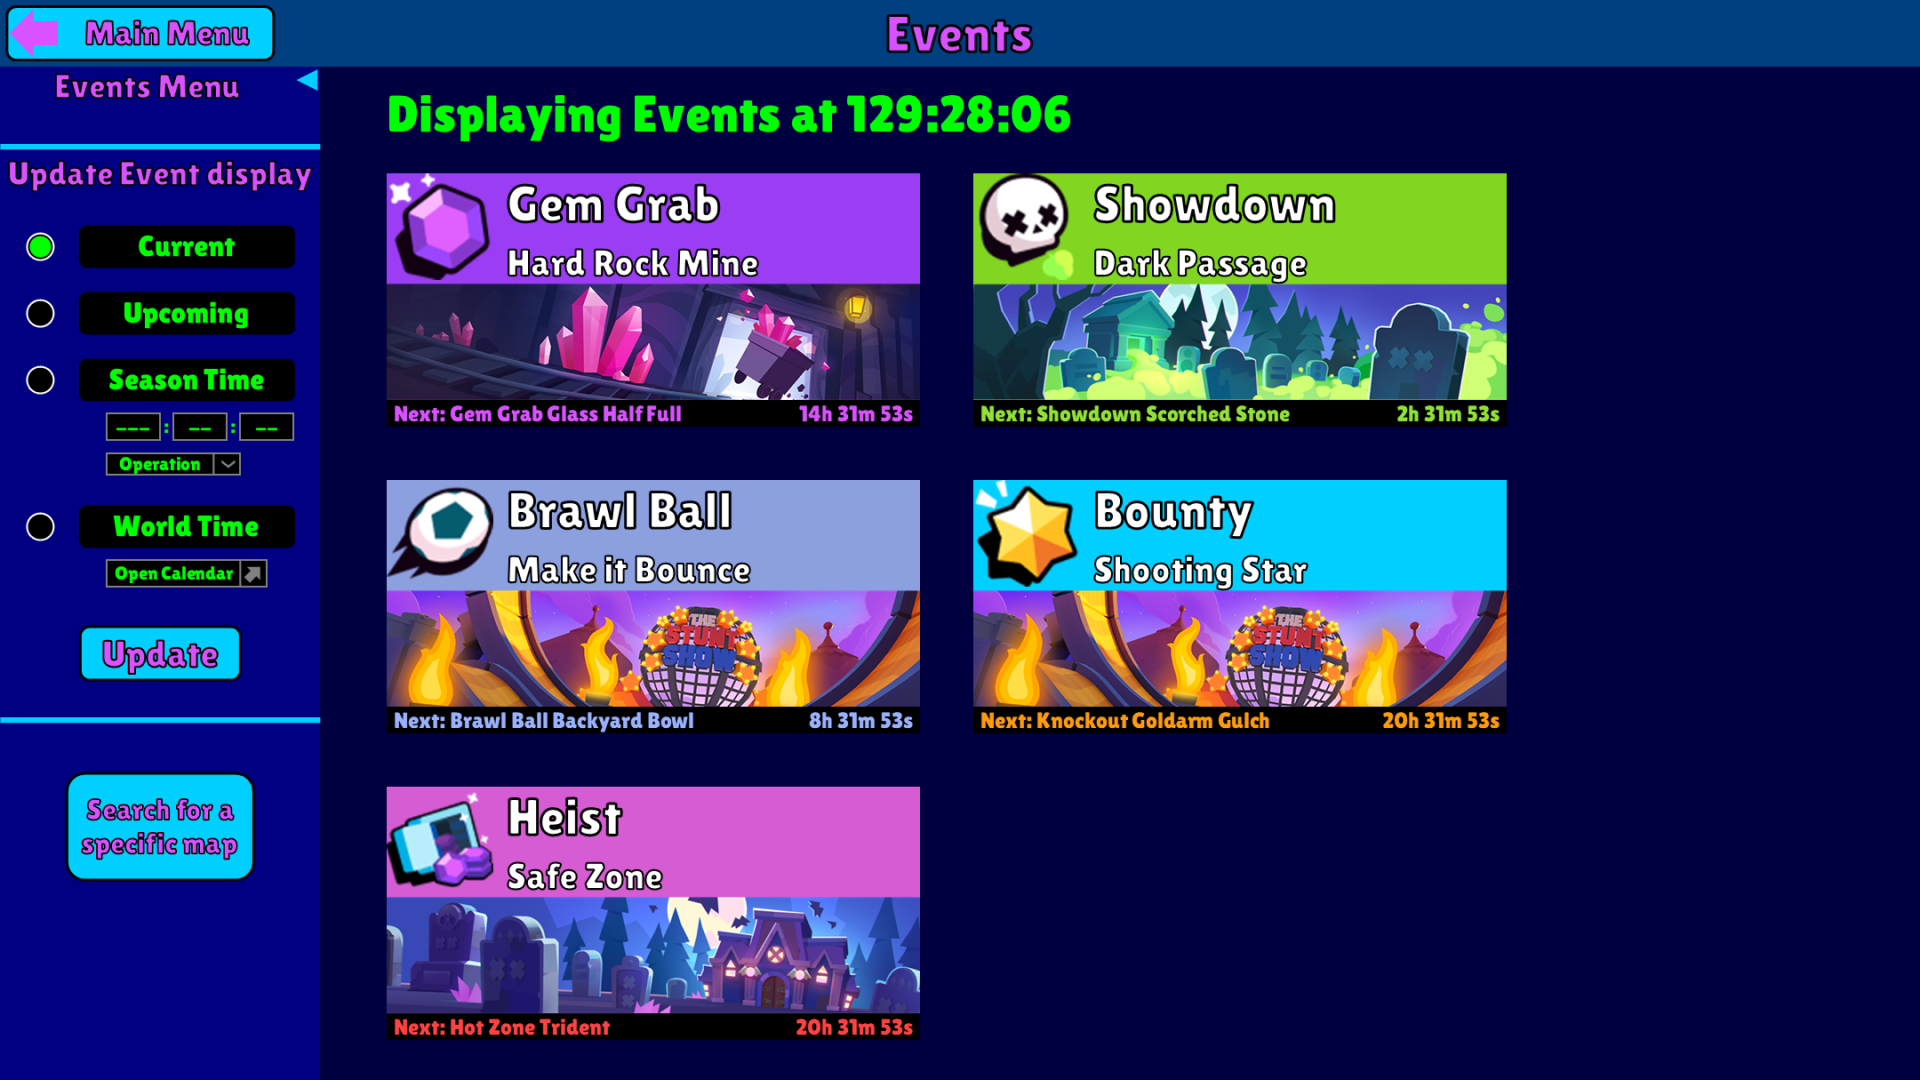 Main Menu
Events
Events Menu
Update Event display
Current
Upcoming
Season Time
--- : -- : --
Operation
World Time
Open Calendar
Update
Search for a
specific map
Displaying Events at 129:28:06
Gem Grab
Hard Rock Mine
Next: Gem Grab Glass Half Full 14h 31m 53s
Showdown
Dark Passage
Next: Showdown Scorched Stone 2h 31m 53s
Brawl Ball
Make it Bounce
THE
STUNT
SHOW
Next: Brawl Ball Backyard Bowl 8h 31m 53s
Bounty
Shooting Star
THE
STUNT
SHOW
Next: Knockout Goldarm Gulch 20h 31m 53s
Heist
Safe Zone
Next: Hot Zone Trident 20h 31m 53s